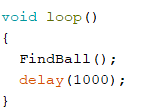 void loop()
{
  FindBall();
  delay(1000);
}